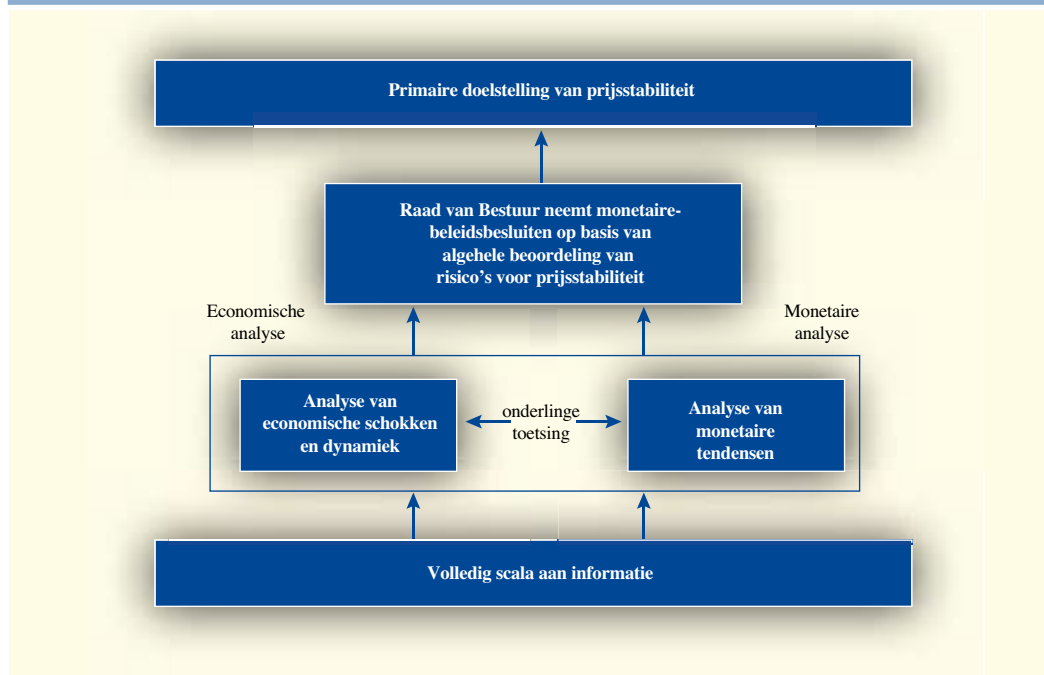 Primaire doelstelling van prijsstabiliteit
Raad van Bestuur neemt monetaire-
beleidsbesluiten op basis van
algehele beoordeling van
risico's voor prijsstabiliteit
Economische
analyse
Monetaire
analyse
Analyse van
economische schokken
en dynamiek
onderlinge
toetsing
Analyse van
monetaire
tendensen
Volledig scala aan informatie